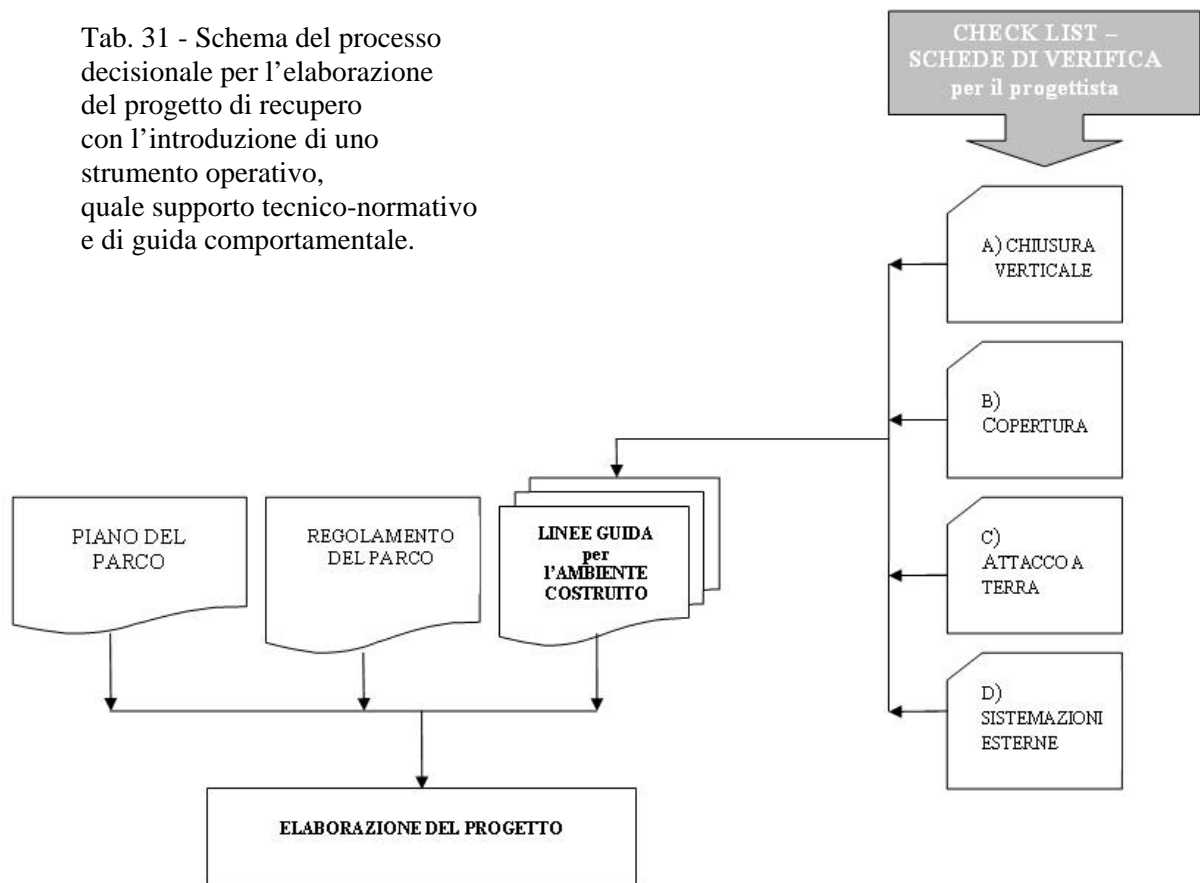 Tab. 31 - Schema del processo
decisionale per l’elaborazione
del progetto di recupero
con l’introduzione di uno
strumento operativo,
quale supporto tecnico-normativo
e di guida comportamentale.
CHECK LIST –
SCHEDE DI VERIFICA
per il progettista
A) CHIUSURA
VERTICALE
B)
COPERTURA
C)
ATTACCO A
TERRA
D)
SISTEMAZIONI
ESTERNE
PIANO DEL
PARCO
REGOLAMENTO
DEL PARCO
LINEE GUIDA
per
l’AMBIENTE
COSTRUITO
ELABORAZIONE DEL PROGETTO